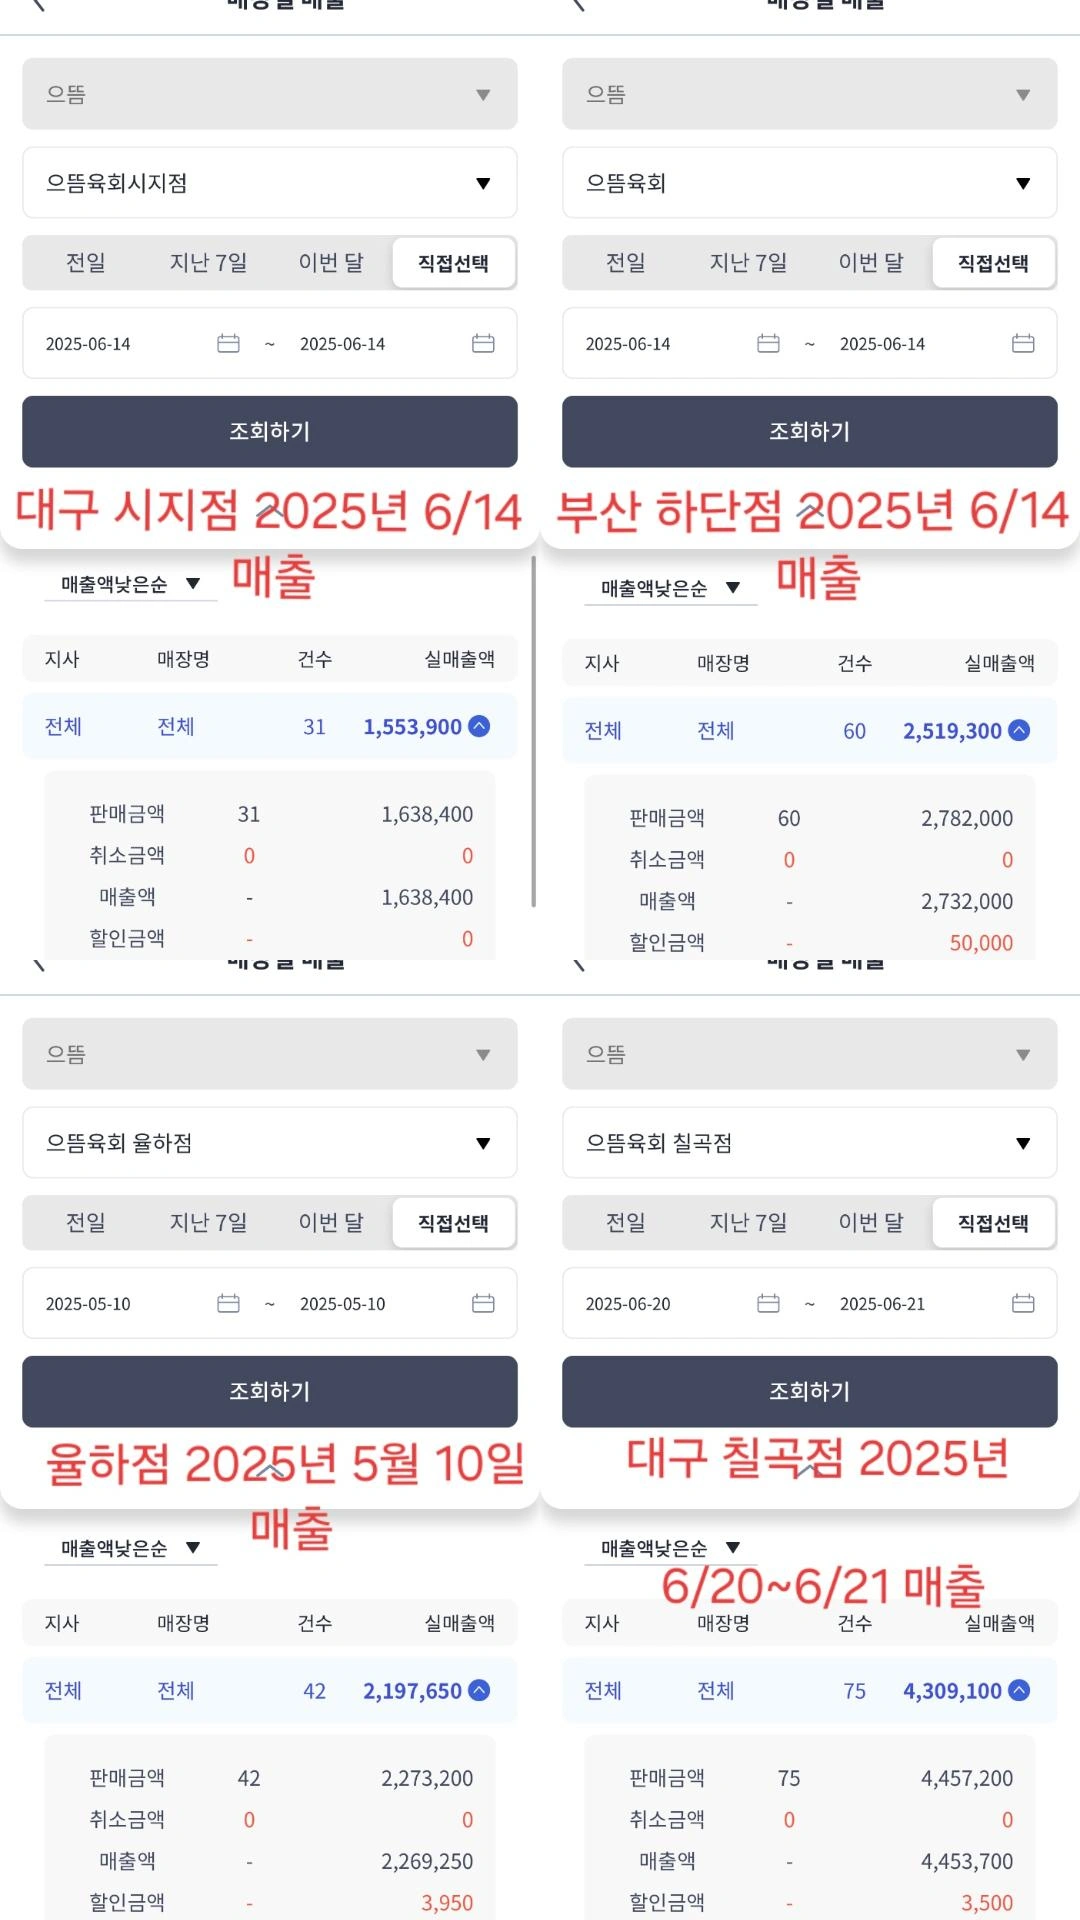 매장별 매출
으뜸 ▼
으뜸육회시지점 ▼
전일 지난 7일 이번 달 직접선택
2025-06-14 ~ 2025-06-14
조회하기
대구 시지점 2025년 6/14
매출
매출액낮은순 ▼
지사 매장명 건수 실매출액
전체 전체 31 1,553,900
판매금액 31 1,638,400
취소금액 0 0
매출액 - 1,638,400
할인금액 - 0
매장별 매출
으뜸 ▼
으뜸육회 ▼
전일 지난 7일 이번 달 직접선택
2025-06-14 ~ 2025-06-14
조회하기
부산 하단점 2025년 6/14
매출
매출액낮은순 ▼
지사 매장명 건수 실매출액
전체 전체 60 2,519,300
판매금액 60 2,782,000
취소금액 0 0
매출액 - 2,732,000
할인금액 - 50,000
매장별 매출
으뜸 ▼
으뜸육회 율하점 ▼
전일 지난 7일 이번 달 직접선택
2025-05-10 ~ 2025-05-10
조회하기
율하점 2025년 5월 10일
매출
매출액낮은순 ▼
지사 매장명 건수 실매출액
전체 전체 42 2,197,650
판매금액 42 2,273,200
취소금액 0 0
매출액 - 2,269,250
할인금액 - 3,950
매장별 매출
으뜸 ▼
으뜸육회 칠곡점 ▼
전일 지난 7일 이번 달 직접선택
2025-06-20 ~ 2025-06-21
조회하기
대구 칠곡점 2025년
매출액낮은순 ▼
6/20~6/21 매출
지사 매장명 건수 실매출액
전체 전체 75 4,309,100
판매금액 75 4,457,200
취소금액 0 0
매출액 - 4,453,700
할인금액 - 3,500